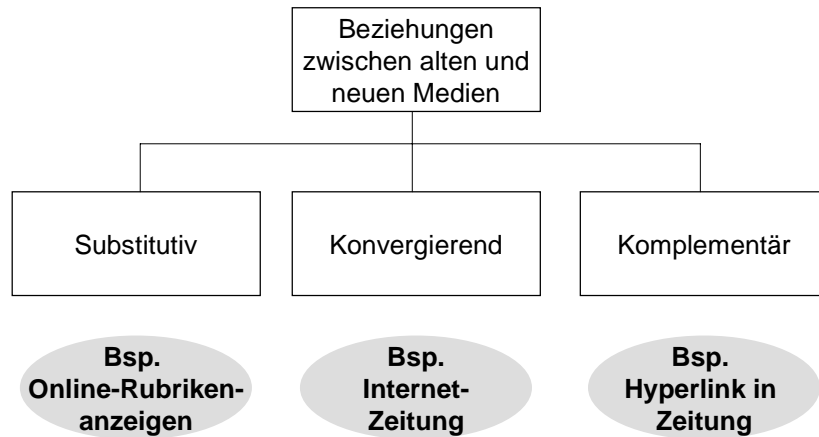 Beziehungen
zwischen alten und
neuen Medien
Substitutiv
Konvergierend
Komplementär
Bsp.
Online-Rubriken-
anzeigen
Bsp.
Internet-
Zeitung
Bsp.
Hyperlink in
Zeitung